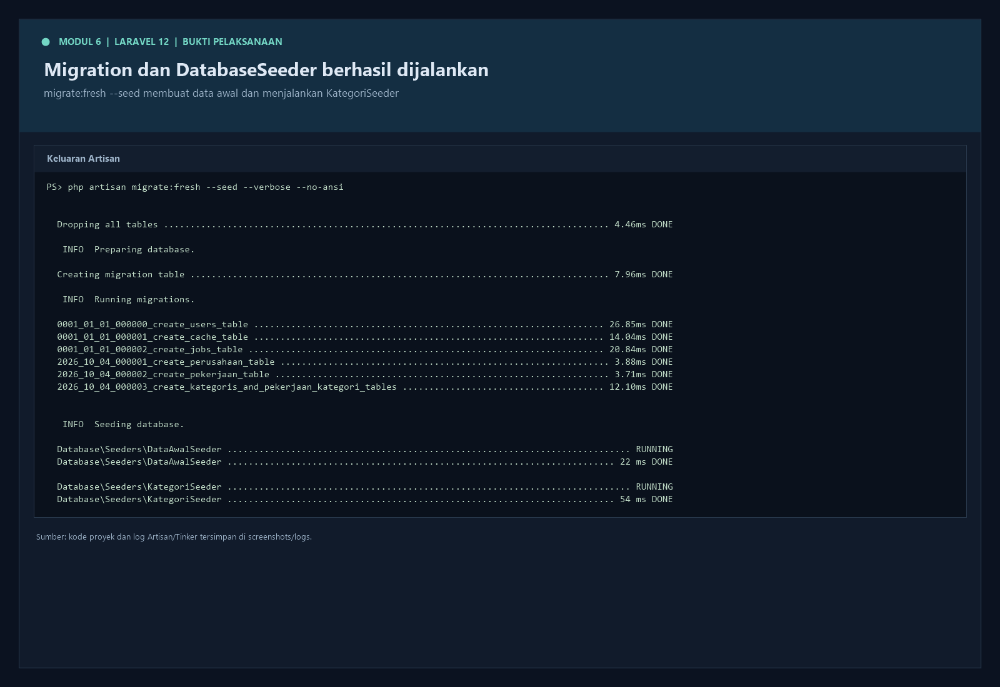 MODUL 6 | LARAVEL 12 | BUKTI PELAKSANAAN
Migration dan DatabaseSeeder berhasil dijalankan
migrate:fresh --seed membuat data awal dan menjalankan KategoriSeeder
Keluaran Artisan
PS> php artisan migrate:fresh --seed --verbose --no-ansi
Dropping all tables .................................................................................... 4.46ms DONE
INFO  Preparing database.
Creating migration table ............................................................................... 7.96ms DONE
INFO  Running migrations.
0001_01_01_000000_create_users_table .................................................................. 26.85ms DONE
0001_01_01_000001_create_cache_table .................................................................. 14.04ms DONE
0001_01_01_000002_create_jobs_table ................................................................... 20.84ms DONE
2026_10_04_000001_create_perusahaan_table .............................................................. 3.88ms DONE
2026_10_04_000002_create_pekerjaan_table ............................................................... 3.71ms DONE
2026_10_04_000003_create_kategoris_and_pekerjaan_kategori_tables ...................................... 12.10ms DONE
INFO  Seeding database.
Database\Seeders\DataAwalSeeder ............................................................................ RUNNING
Database\Seeders\DataAwalSeeder ......................................................................... 22 ms DONE
Database\Seeders\KategoriSeeder ............................................................................ RUNNING
Database\Seeders\KategoriSeeder ......................................................................... 54 ms DONE
Sumber: kode proyek dan log Artisan/Tinker tersimpan di screenshots/logs.